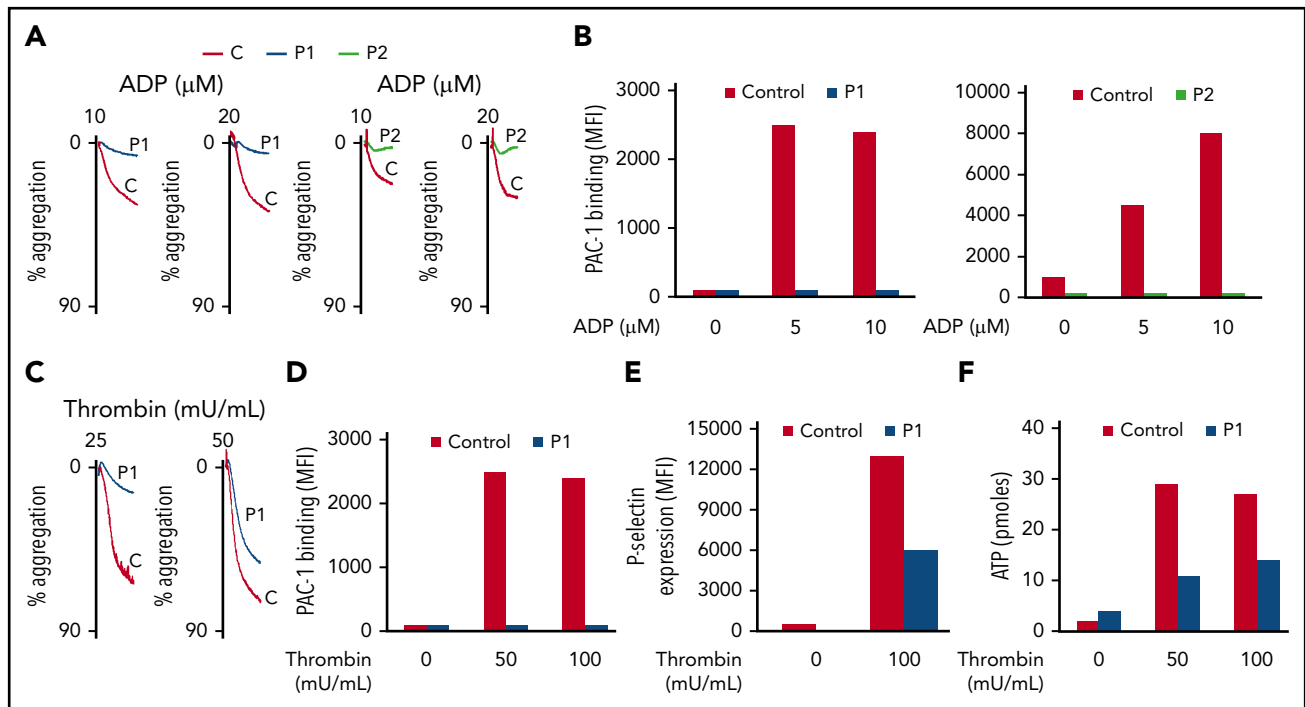 A
C P1 P2
ADP (μM)
10
20
0
% aggregation
90
P1
C
% aggregation
P1
C
ADP (μM)
10
20
0
% aggregation
90
P2
C
% aggregation
P2
C
B
Control P1
3000
2000
1000
0
PAC-1 binding (MFI)
ADP (μM) 0 5 10
Control P2
10000
8000
6000
4000
2000
0
ADP (μM) 0 5 10
C
Thrombin (mU/mL)
25
50
0
% aggregation
90
P1
C
0
% aggregation
90
P1
C
D
Control P1
3000
2000
1000
0
PAC-1 binding (MFI)
Thrombin 0 50 100
(mU/mL)
E
Control P1
15000
12000
9000
6000
3000
0
P-selectin
expression (MFI)
Thrombin 0 100
(mU/mL)
F
Control P1
40
30
20
10
0
ATP (pmoles)
Thrombin 0 50 100
(mU/mL)